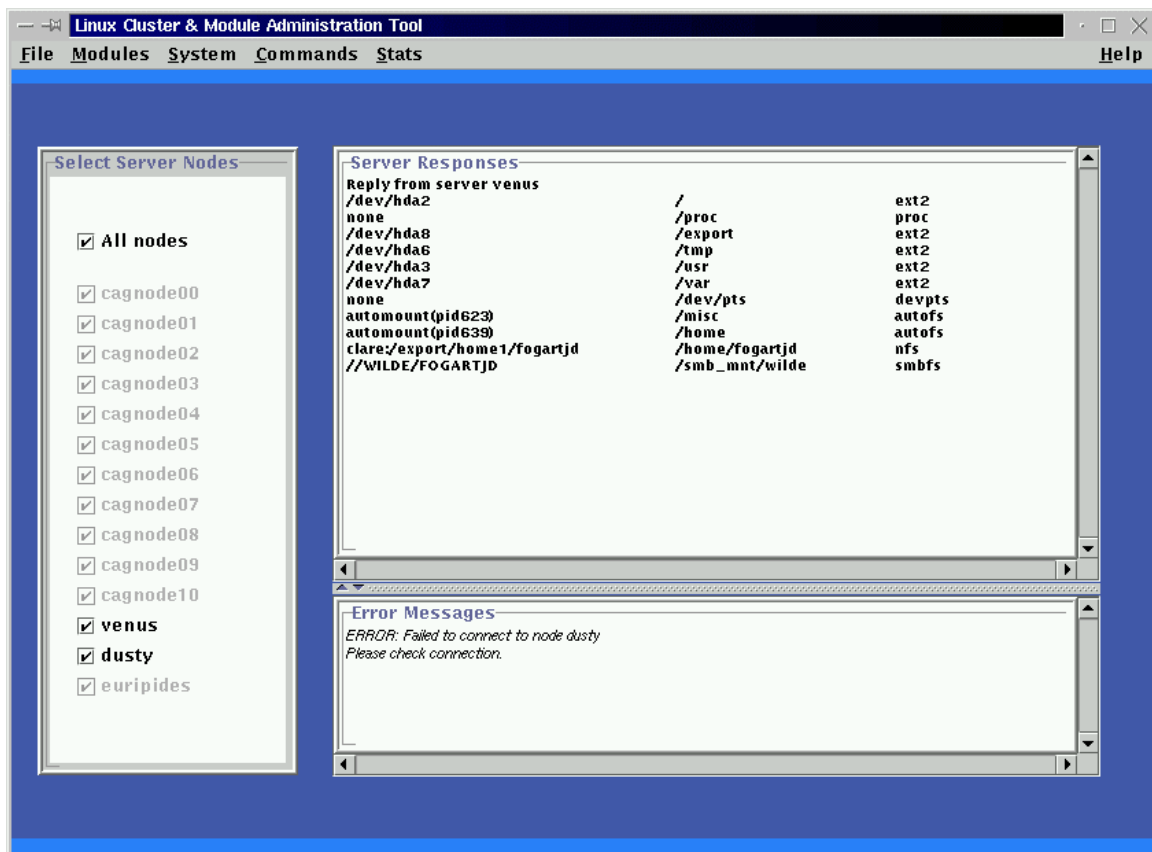 Linux Cluster & Module Administration Tool
File Modules System Commands Stats Help
Select Server Nodes
All nodes
cagnode00
cagnode01
cagnode02
cagnode03
cagnode04
cagnode05
cagnode06
cagnode07
cagnode08
cagnode09
cagnode10
venus
dusty
euripides
Server Responses
Reply from server venus
/dev/hda2 / ext2
none /proc proc
/dev/hda8 /export ext2
/dev/hda6 /tmp ext2
/dev/hda3 /usr ext2
/dev/hda7 /var ext2
none /dev/pts devpts
automount(pid623) /misc autofs
automount(pid639) /home autofs
clare:/export/home1/fogartjd /home/fogartjd nfs
//WILDE/FOGARTJD /smb_mnt/wilde smbfs
Error Messages
ERROR: Failed to connect to node dusty
Please check connection.